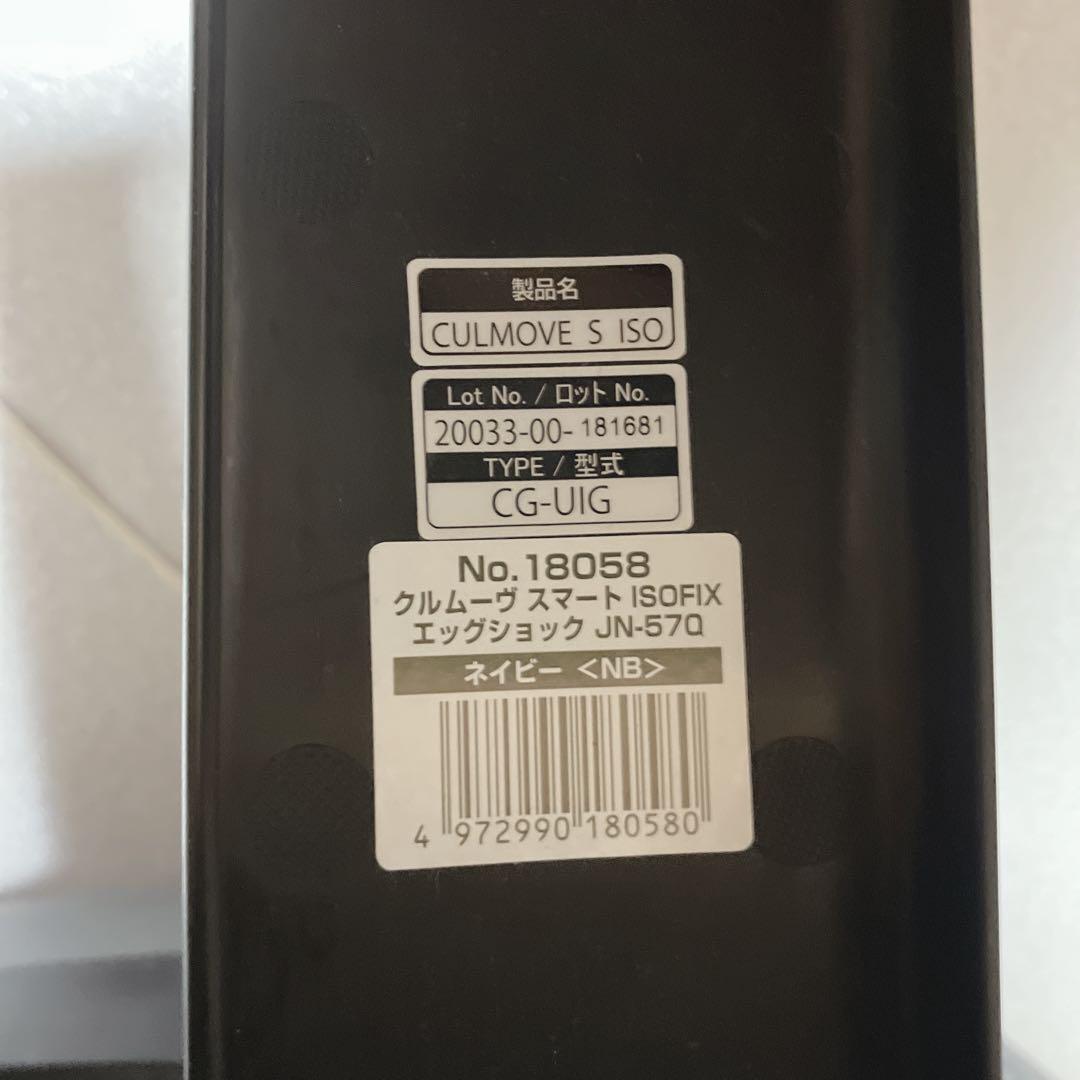 製品名
CULMOVE S ISO
Lot No. / ロット No.
20033-00-181681
TYPE / 型式
CG-UIG
No.18058
クルムーヴ スマート ISOFIX
エッグショック JN-570
ネイビー <NB>
4 972990 180580